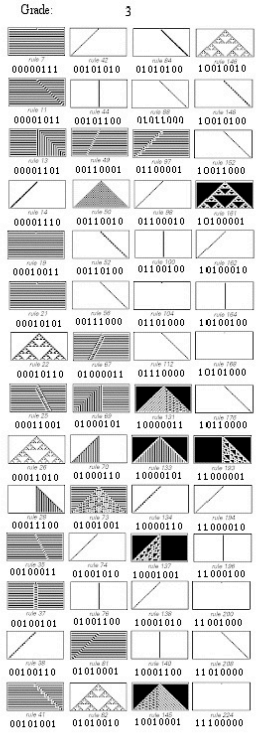 Grade: 3
rule 7 rule 42 rule 84 rule 146
00000111 00101010 01010100 10010010
rule 11 rule 44 rule 88 rule 148
00001011 00101100 01011000 10010100
rule 13 rule 49 rule 97 rule 152
00001101 00110001 01100001 10011000
rule 14 rule 50 rule 98 rule 161
00001110 00110010 01100010 10100001
rule 19 rule 52 rule 100 rule 162
00010011 00110100 01100100 10100010
rule 21 rule 56 rule 104 rule 164
00010101 00111000 01101000 10100100
rule 22 rule 67 rule 112 rule 168
00010110 01000011 01110000 10101000
rule 25 rule 69 rule 131 rule 176
00011001 01000101 10000011 10110000
rule 26 rule 70 rule 133 rule 193
00011010 01000110 10000101 11000001
rule 28 rule 73 rule 134 rule 194
00011100 01001001 10000110 11000010
rule 35 rule 74 rule 137 rule 196
00100011 01001010 10001001 11000100
rule 37 rule 76 rule 138 rule 200
00100101 01001100 10001010 11001000
rule 38 rule 81 rule 140 rule 208
00100110 01010001 10001100 11010000
rule 41 rule 82 rule 145 rule 224
00101001 01010010 10010001 11100000